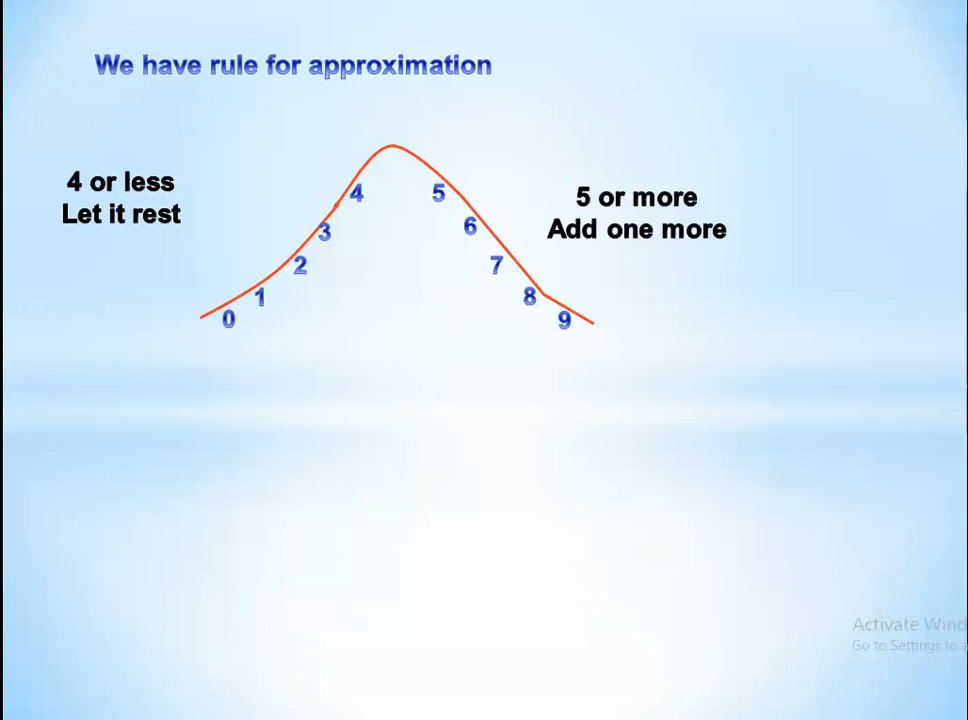 We have rule for approximation
4 or less
Let it rest
0
1
2
3
4
5
6
7
8
9
5 or more
Add one more
Activate Wind
Go to Settings to